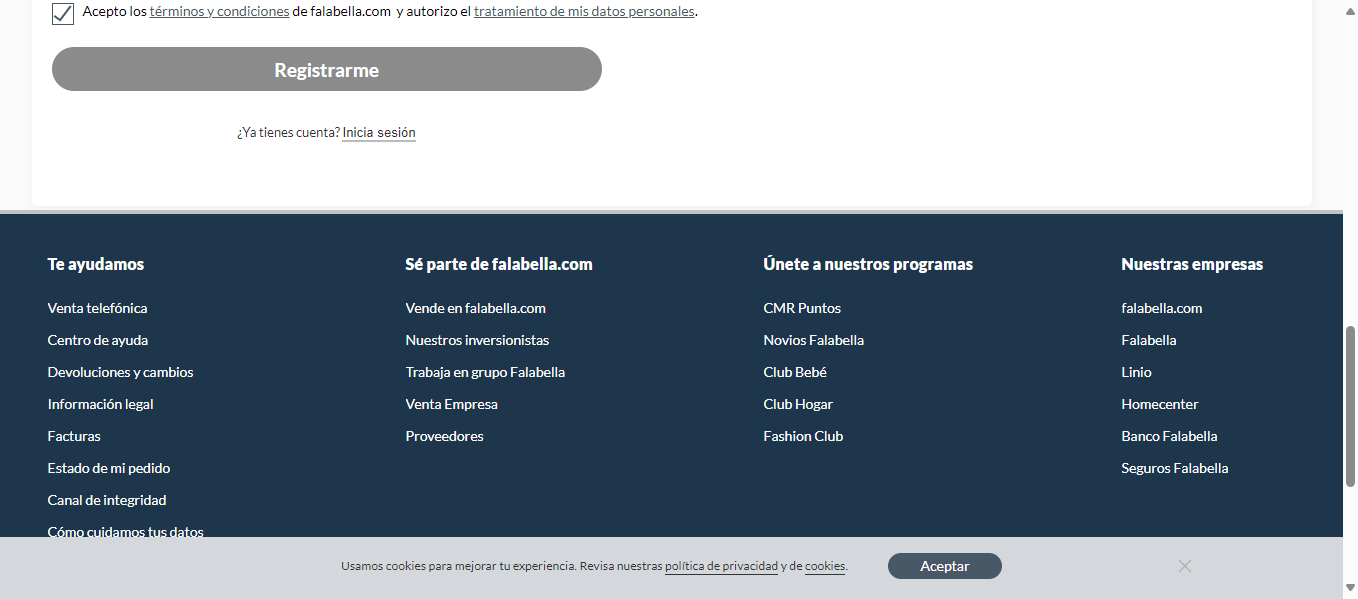 Acepto los términos y condiciones de falabella.com y autorizo el tratamiento de mis datos personales.
Registrarme
¿Ya tienes cuenta? Inicia sesión
Te ayudamos
Venta telefónica
Centro de ayuda
Devoluciones y cambios
Información legal
Facturas
Estado de mi pedido
Canal de integridad
Cómo cuidamos tus datos
Sé parte de falabella.com
Vende en falabella.com
Nuestros inversionistas
Trabaja en grupo Falabella
Venta Empresa
Proveedores
Únete a nuestros programas
CMR Puntos
Novios Falabella
Club Bebé
Club Hogar
Fashion Club
Nuestras empresas
falabella.com
Falabella
Linio
Homecenter
Banco Falabella
Seguros Falabella
Usamos cookies para mejorar tu experiencia. Revisa nuestras política de privacidad y de cookies.
Aceptar